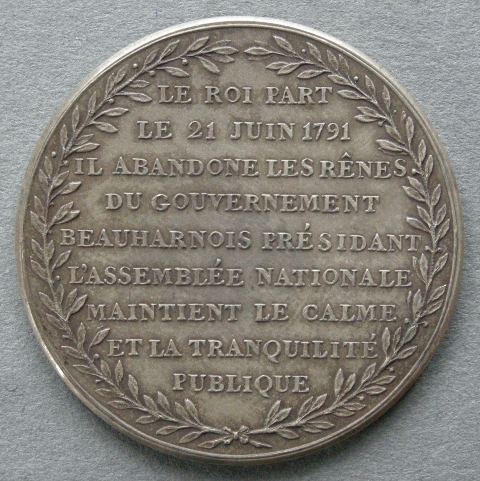 LE ROI PART
LE 21 JUIN 1791
IL ABANDONE LES RÊNES
DU GOUVERNEMENT
BEAUHARNOIS PRÉSIDANT
L'ASSEMBLÉE NATIONALE
MAINTIENT LE CALME
ET LA TRANQUILITÉ
PUBLIQUE